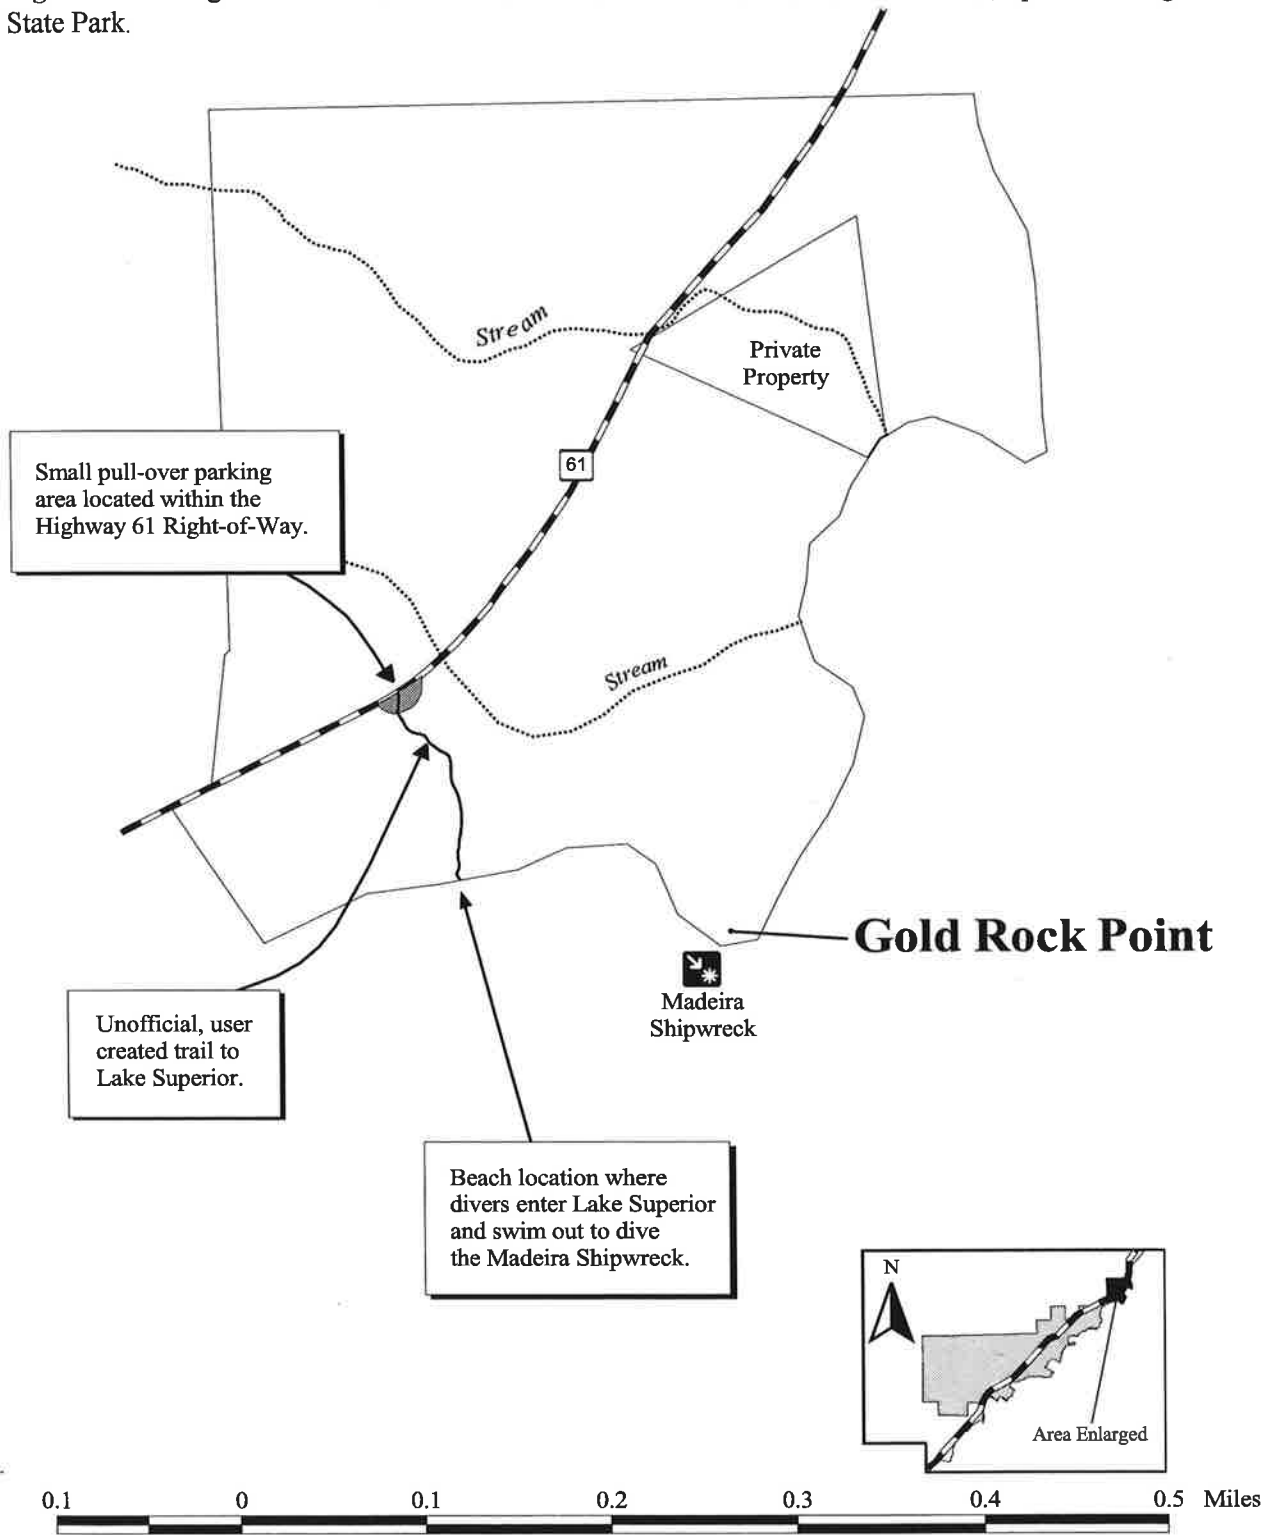 State Park.
Stream
Private
Property
61
Small pull-over parking
area located within the
Highway 61 Right-of-Way.
Stream
Gold Rock Point
Madeira
Shipwreck
Unofficial, user
created trail to
Lake Superior.
Beach location where
divers enter Lake Superior
and swim out to dive
the Madeira Shipwreck.
N
Area Enlarged
0.1 0 0.1 0.2 0.3 0.4 0.5 Miles